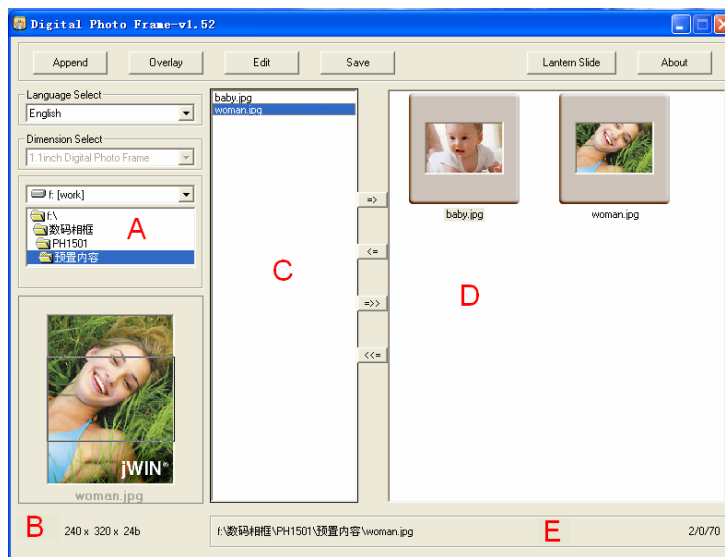 Digital Photo Frame-v1.52
Append
Overlay
Edit
Save
Lantern Slide
About
Language Select
English
Dimension Select
1.1inch Digital Photo Frame
f: [work]
f:\
数码相框
PH1501
预置内容
A
baby.jpg
woman.jpg
C
=>
<=
=>>
<<=
baby.jpg
woman.jpg
D
jWIN®
woman.jpg
B
240 x 320 x 24b
f:\数码相框\PH1501\预置内容\woman.jpg
E
2/0/70